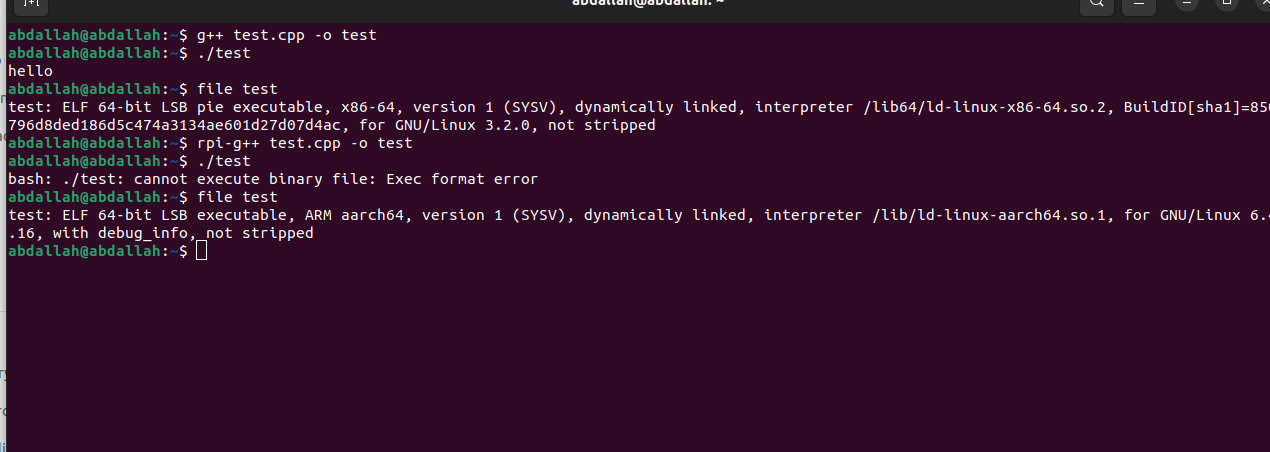 abdallah@abdallah: ~
abdallah@abdallah:~$ g++ test.cpp -o test
abdallah@abdallah:~$ ./test
hello
abdallah@abdallah:~$ file test
test: ELF 64-bit LSB pie executable, x86-64, version 1 (SYSV), dynamically linked, interpreter /lib64/ld-linux-x86-64.so.2, BuildID[sha1]=850
796d8ded186d5c474a3134ae601d27d07d4ac, for GNU/Linux 3.2.0, not stripped
abdallah@abdallah:~$ rpi-g++ test.cpp -o test
abdallah@abdallah:~$ ./test
bash: ./test: cannot execute binary file: Exec format error
abdallah@abdallah:~$ file test
test: ELF 64-bit LSB executable, ARM aarch64, version 1 (SYSV), dynamically linked, interpreter /lib/ld-linux-aarch64.so.1, for GNU/Linux 6.4
.16, with debug_info, not stripped
abdallah@abdallah:~$